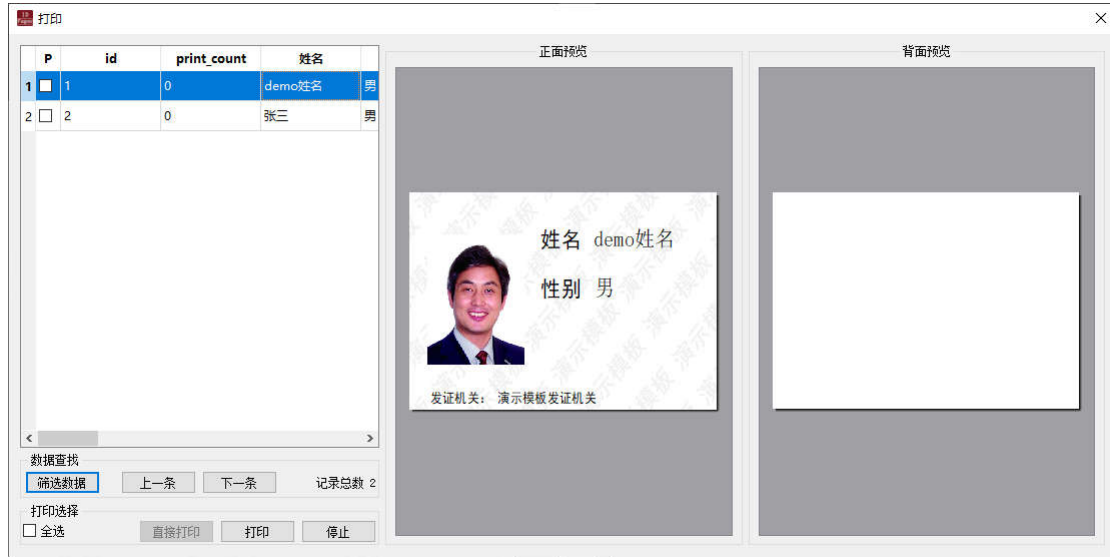 打印
P id print_count 姓名
1 1 0 demo姓名 男
2 2 0 张三 男
数据查找
筛选数据 上一条 下一条 记录总数 2
打印选择
全选 直接打印 打印 停止
正面预览
姓名 demo姓名
性别 男
发证机关： 演示模板发证机关
背面预览